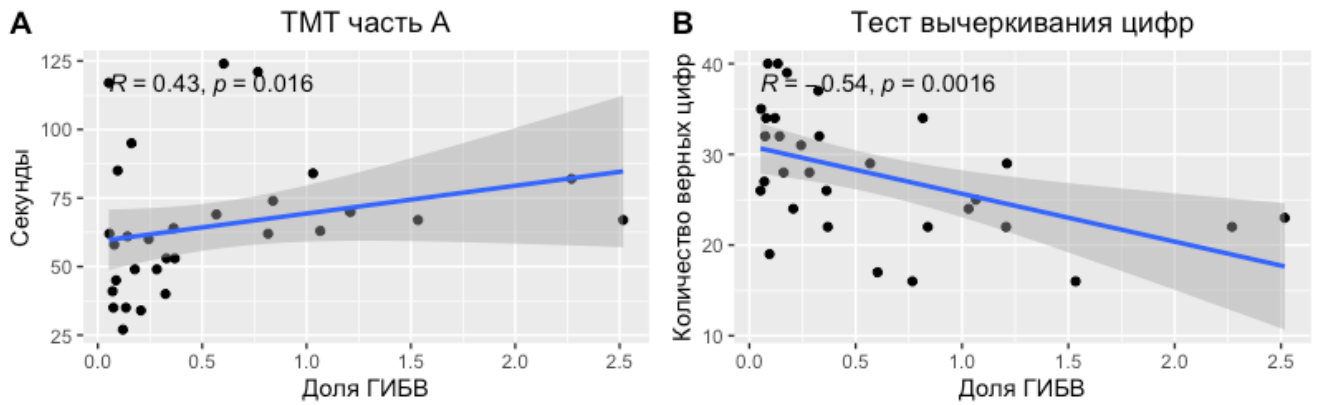 A
ТМТ часть А
Секунды
125
100
75
50
25
R = 0.43, p = 0.016
0.0 0.5 1.0 1.5 2.0 2.5
Доля ГИБВ
B
Тест вычеркивания цифр
Количество верных цифр
40
30
20
10
R = −0.54, p = 0.0016
0.0 0.5 1.0 1.5 2.0 2.5
Доля ГИБВ